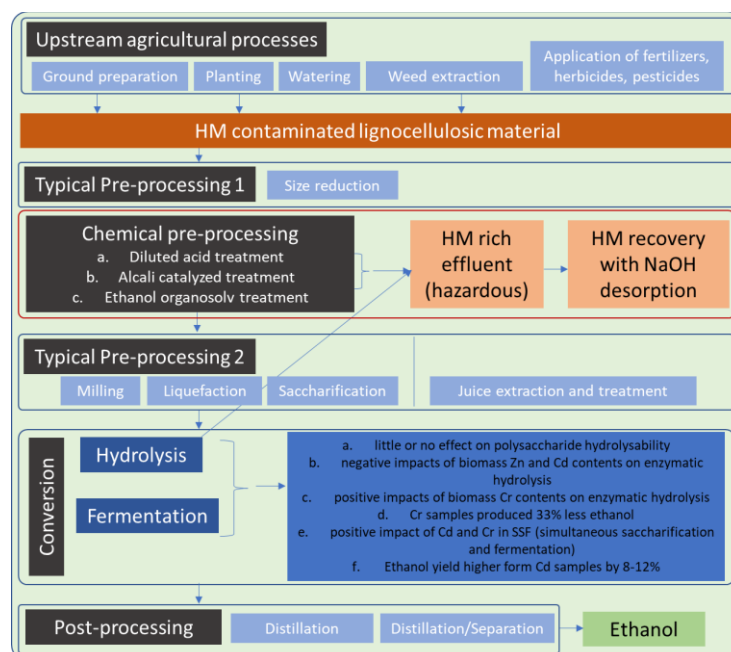 Upstream agricultural processes
Ground preparation
Planting
Watering
Weed extraction
Application of fertilizers,
herbicides, pesticides
HM contaminated lignocellulosic material
Typical Pre-processing 1
Size reduction
Chemical pre-processing
a. Diluted acid treatment
b. Alcali catalyzed treatment
c. Ethanol organosolv treatment
HM rich
effluent
(hazardous)
HM recovery
with NaOH
desorption
Typical Pre-processing 2
Milling
Liquefaction
Saccharification
Juice extraction and treatment
Conversion
Hydrolysis
Fermentation
a. little or no effect on polysaccharide hydrolysability
b. negative impacts of biomass Zn and Cd contents on enzymatic
hydrolysis
c. positive impacts of biomass Cr contents on enzymatic hydrolysis
d. Cr samples produced 33% less ethanol
e. positive impact of Cd and Cr in SSF (simultaneous saccharification
and fermentation)
f. Ethanol yield higher form Cd samples by 8-12%
Post-processing
Distillation
Distillation/Separation
Ethanol